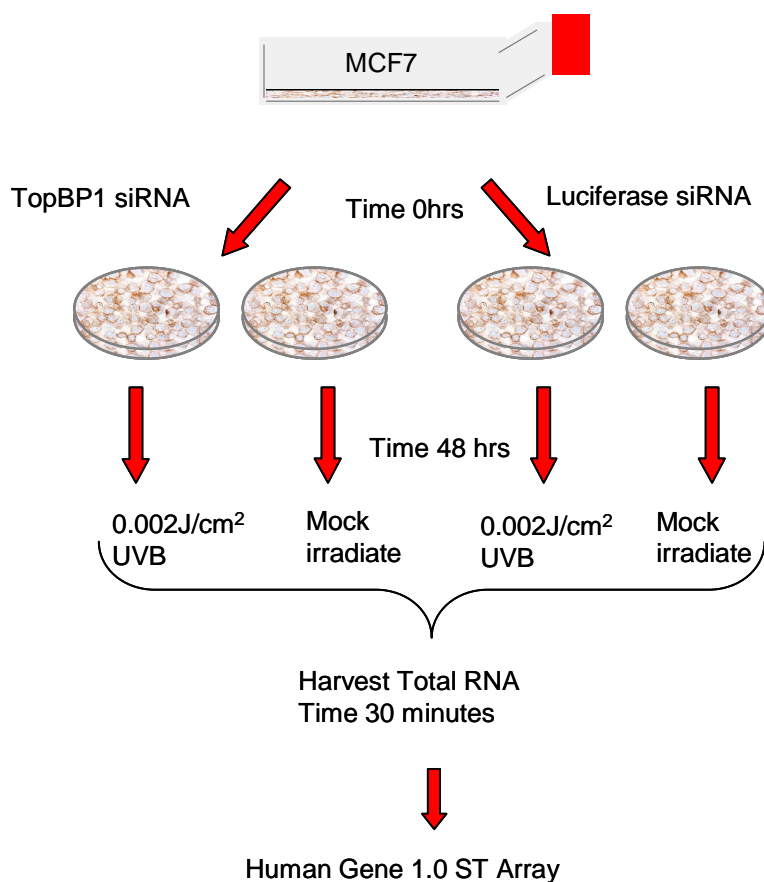 MCF7
TopBP1 siRNA
Time 0hrs
Luciferase siRNA
Time 48 hrs
0.002J/cm²
UVB
Mock
irradiate
0.002J/cm²
UVB
Mock
irradiate
Harvest Total RNA
Time 30 minutes
Human Gene 1.0 ST Array